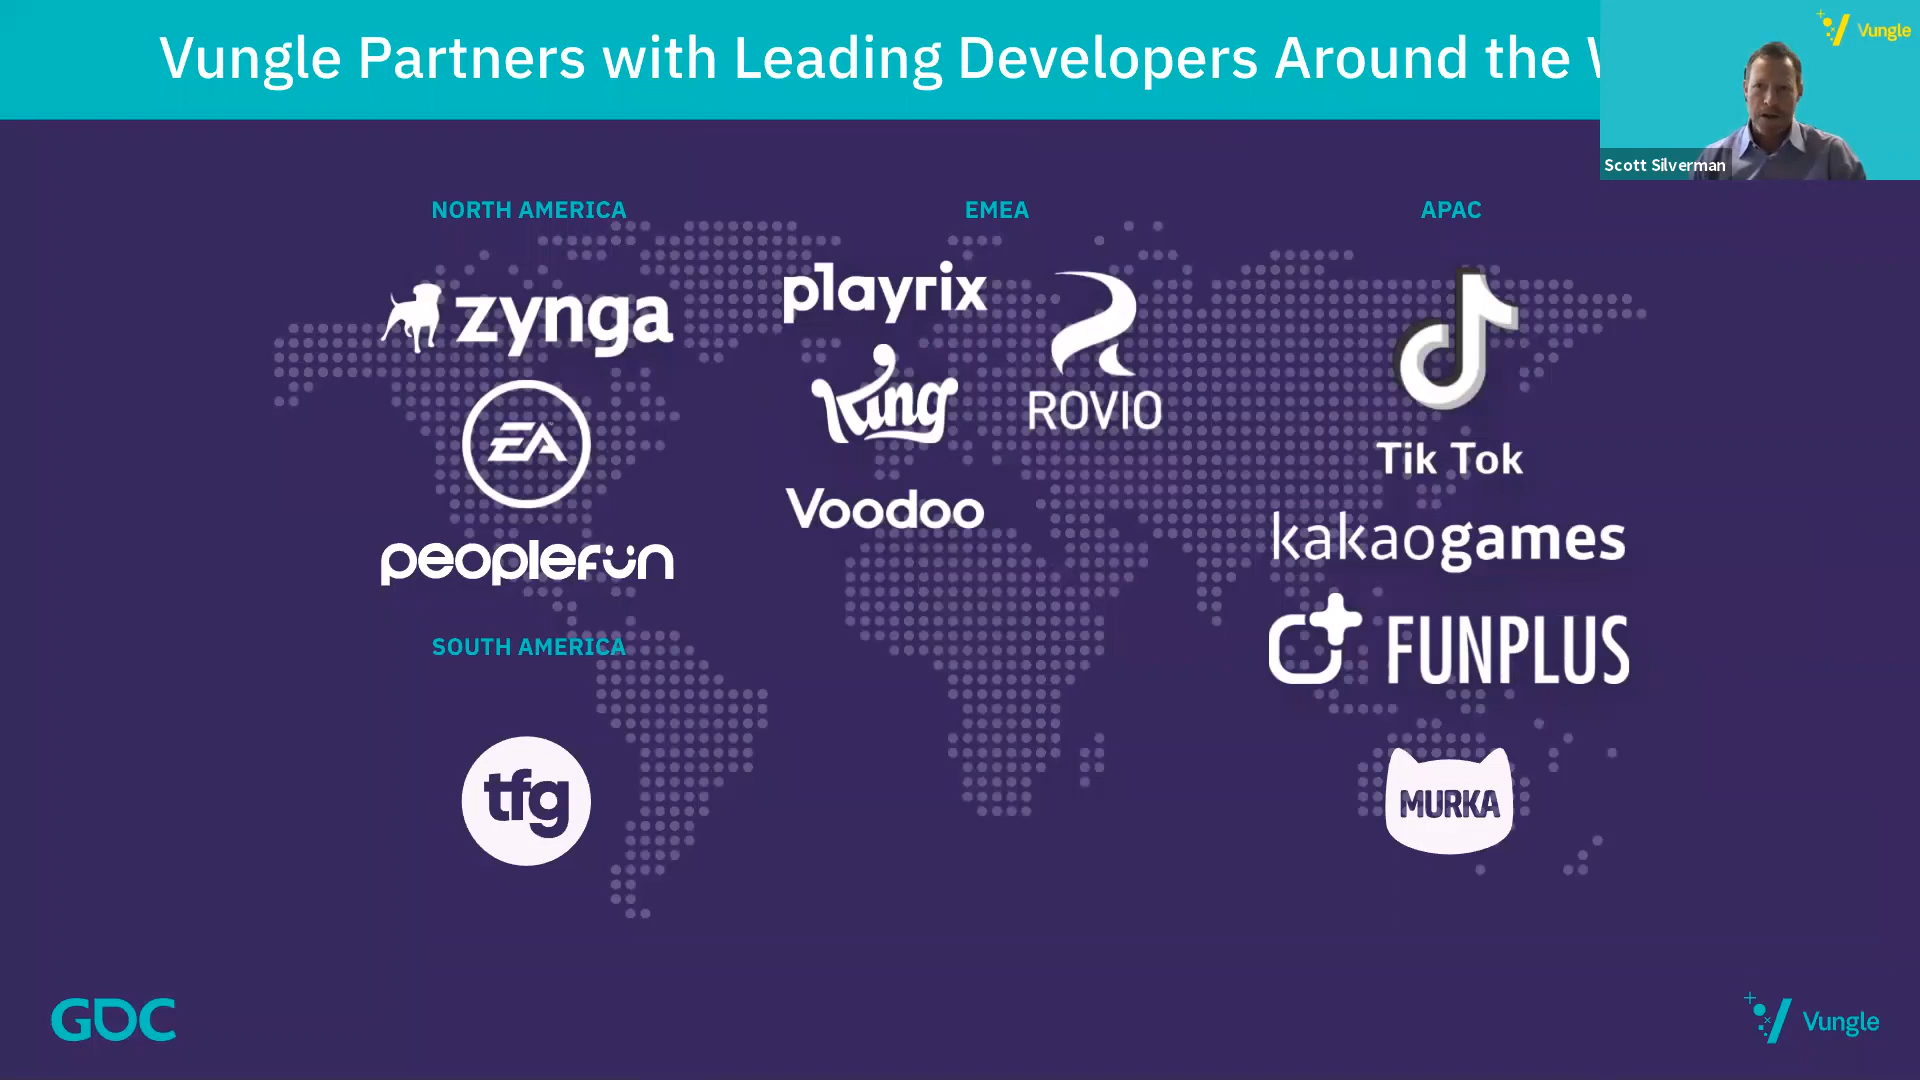 Vungle Partners with Leading Developers Around the
Vungle
Scott Silverman
NORTH AMERICA
zynga
EA
peoplefun
SOUTH AMERICA
tfg
EMEA
playrix
King
Voodoo
ROVIO
APAC
Tik Tok
kakaogames
FUNPLUS
MURKA
GDC
Vungle